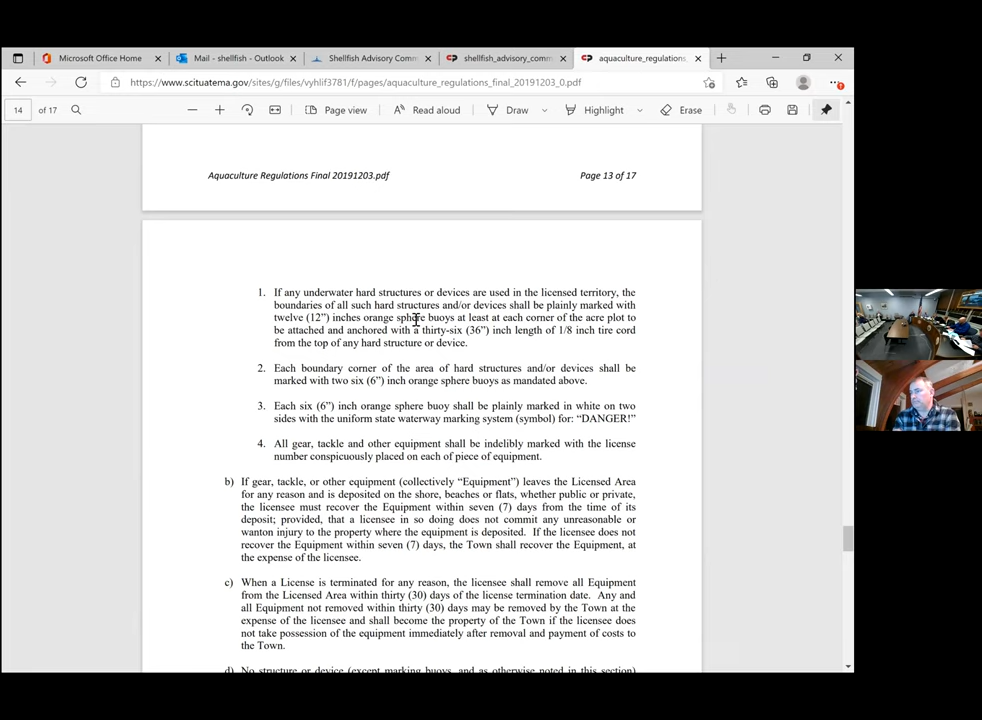 Microsoft Office Home
Mail - shellfish - Outlook
Shellfish Advisory Comm
shellfish_advisory_comm
aquaculture_regulations
https://www.scituatema.gov/sites/g/files/vyhlif3781/f/pages/aquaculture_regulations_final_20191203_0.pdf
14 of 17
Page view
Read aloud
Draw
Highlight
Erase
Aquaculture Regulations Final 20191203.pdf Page 13 of 17
1. If any underwater hard structures or devices are used in the licensed territory, the
boundaries of all such hard structures and/or devices shall be plainly marked with
twelve (12”) inches orange sphere buoys at least at each corner of the acre plot to
be attached and anchored with a thirty-six (36”) inch length of 1/8 inch tire cord
from the top of any hard structure or device.
2. Each boundary corner of the area of hard structures and/or devices shall be
marked with two six (6”) inch orange sphere buoys as mandated above.
3. Each six (6”) inch orange sphere buoy shall be plainly marked in white on two
sides with the uniform state waterway marking system (symbol) for: “DANGER!”
4. All gear, tackle and other equipment shall be indelibly marked with the license
number conspicuously placed on each of piece of equipment.
b) If gear, tackle, or other equipment (collectively “Equipment”) leaves the Licensed Area
for any reason and is deposited on the shore, beaches or flats, whether public or private,
the licensee must recover the Equipment within seven (7) days from the time of its
deposit; provided, that a licensee in so doing does not commit any unreasonable or
wanton injury to the property where the equipment is deposited. If the licensee does not
recover the Equipment within seven (7) days, the Town shall recover the Equipment, at
the expense of the licensee.
c) When a License is terminated for any reason, the licensee shall remove all Equipment
from the Licensed Area within thirty (30) days of the license termination date. Any and
all Equipment not removed within thirty (30) days may be removed by the Town at the
expense of the licensee and shall become the property of the Town if the licensee does
not take possession of the equipment immediately after removal and payment of costs to
the Town.
d) No structure or device (except marking buoys, and as otherwise noted in this section)